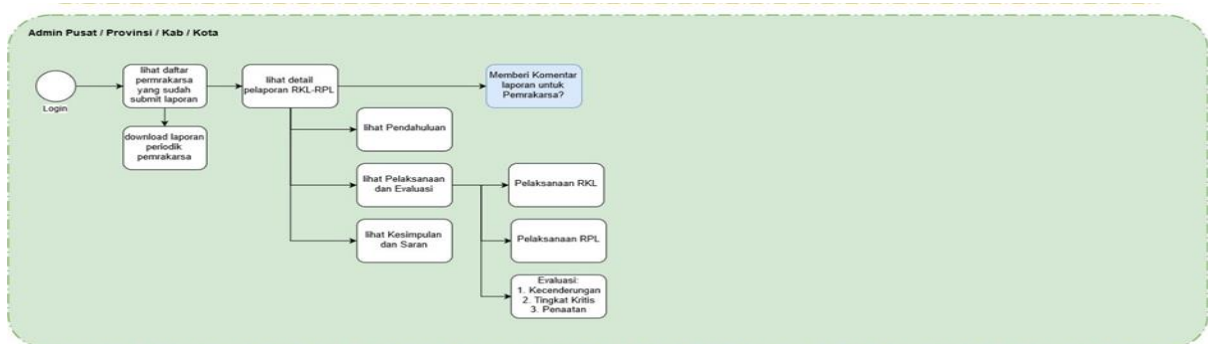 Admin Pusat / Provinsi / Kab / Kota
Login
lihat daftar
permrakarsa
yang sudah
submit laporan
download laporan
periodik
pemrakarsa
lihat detail
pelaporan RKL-RPL
Memberi Komentar
laporan untuk
Pemrakarsa?
lihat Pendahuluan
lihat Pelaksanaan
dan Evaluasi
lihat Kesimpulan
dan Saran
Pelaksanaan RKL
Pelaksanaan RPL
Evaluasi:
1. Kecenderungan
2. Tingkat Kritis
3. Penaatan